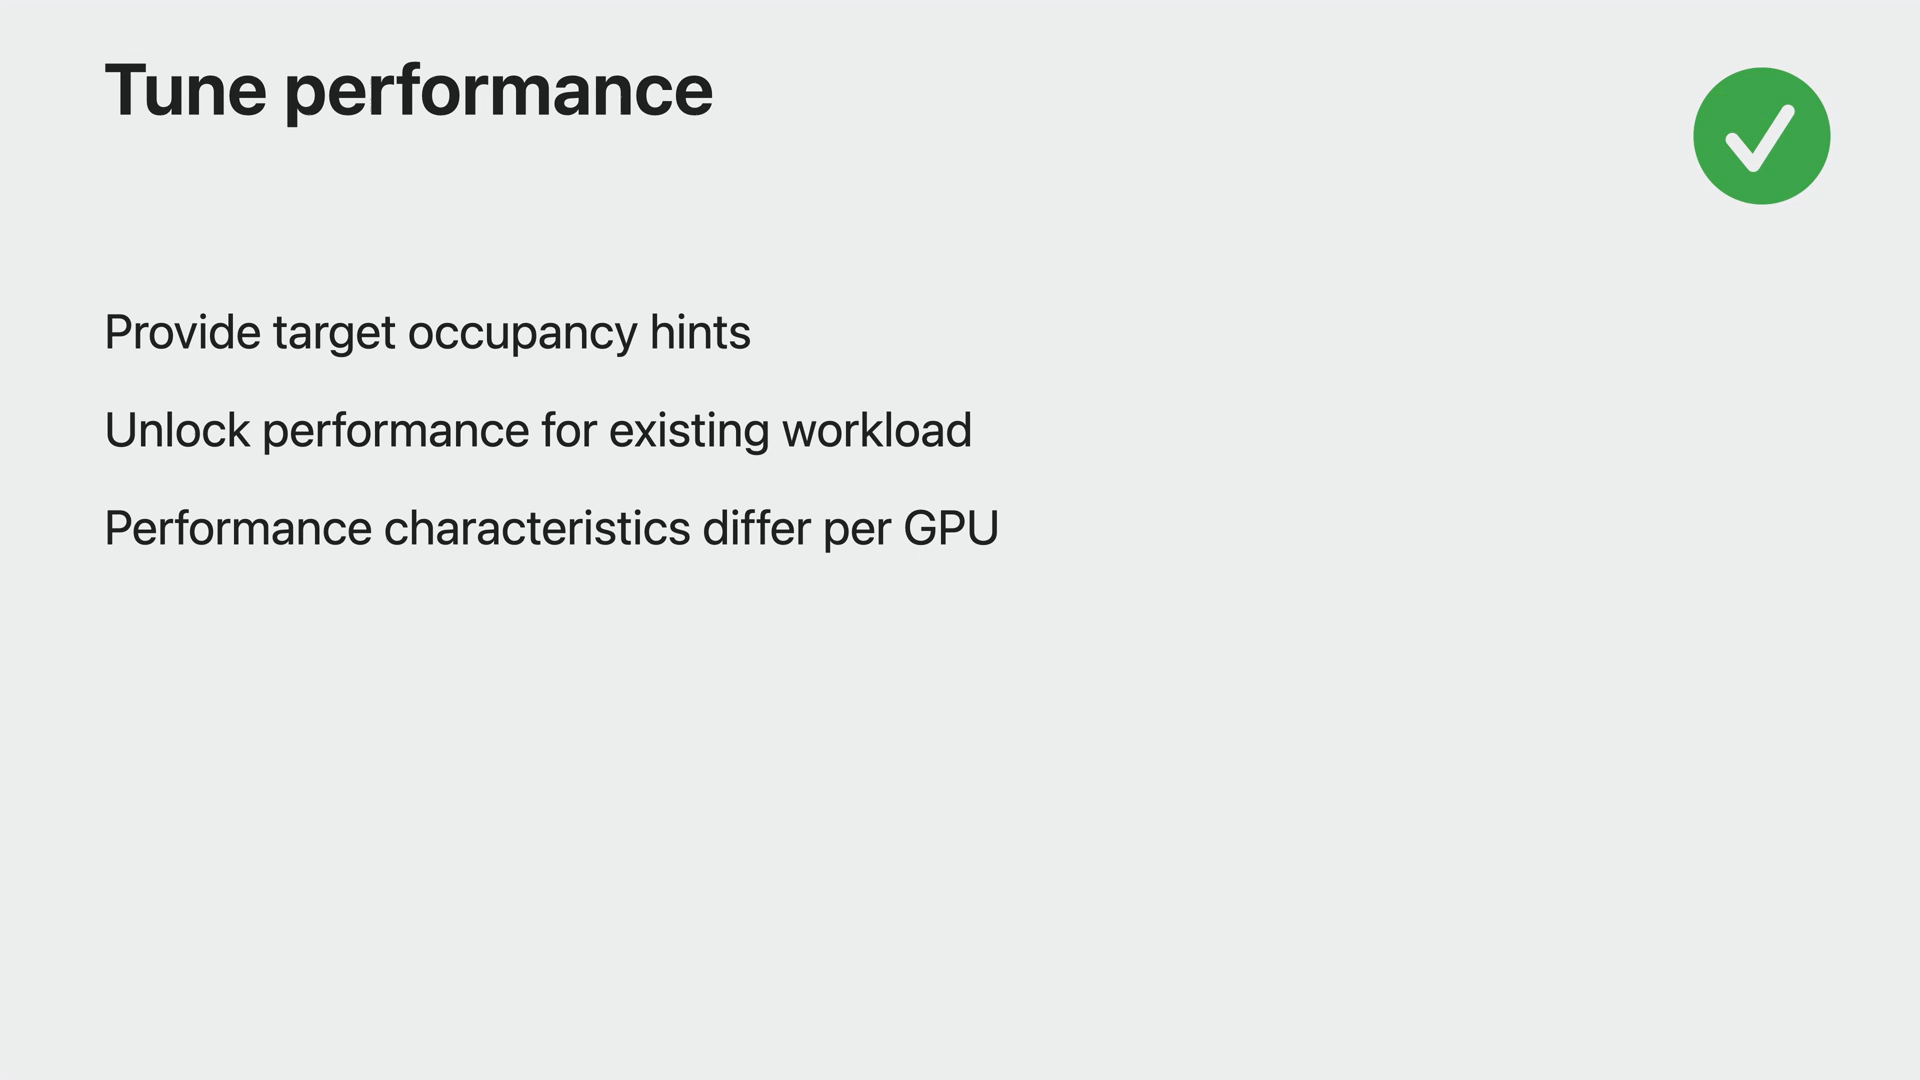 Tune performance
Provide target occupancy hints
Unlock performance for existing workload
Performance characteristics differ per GPU